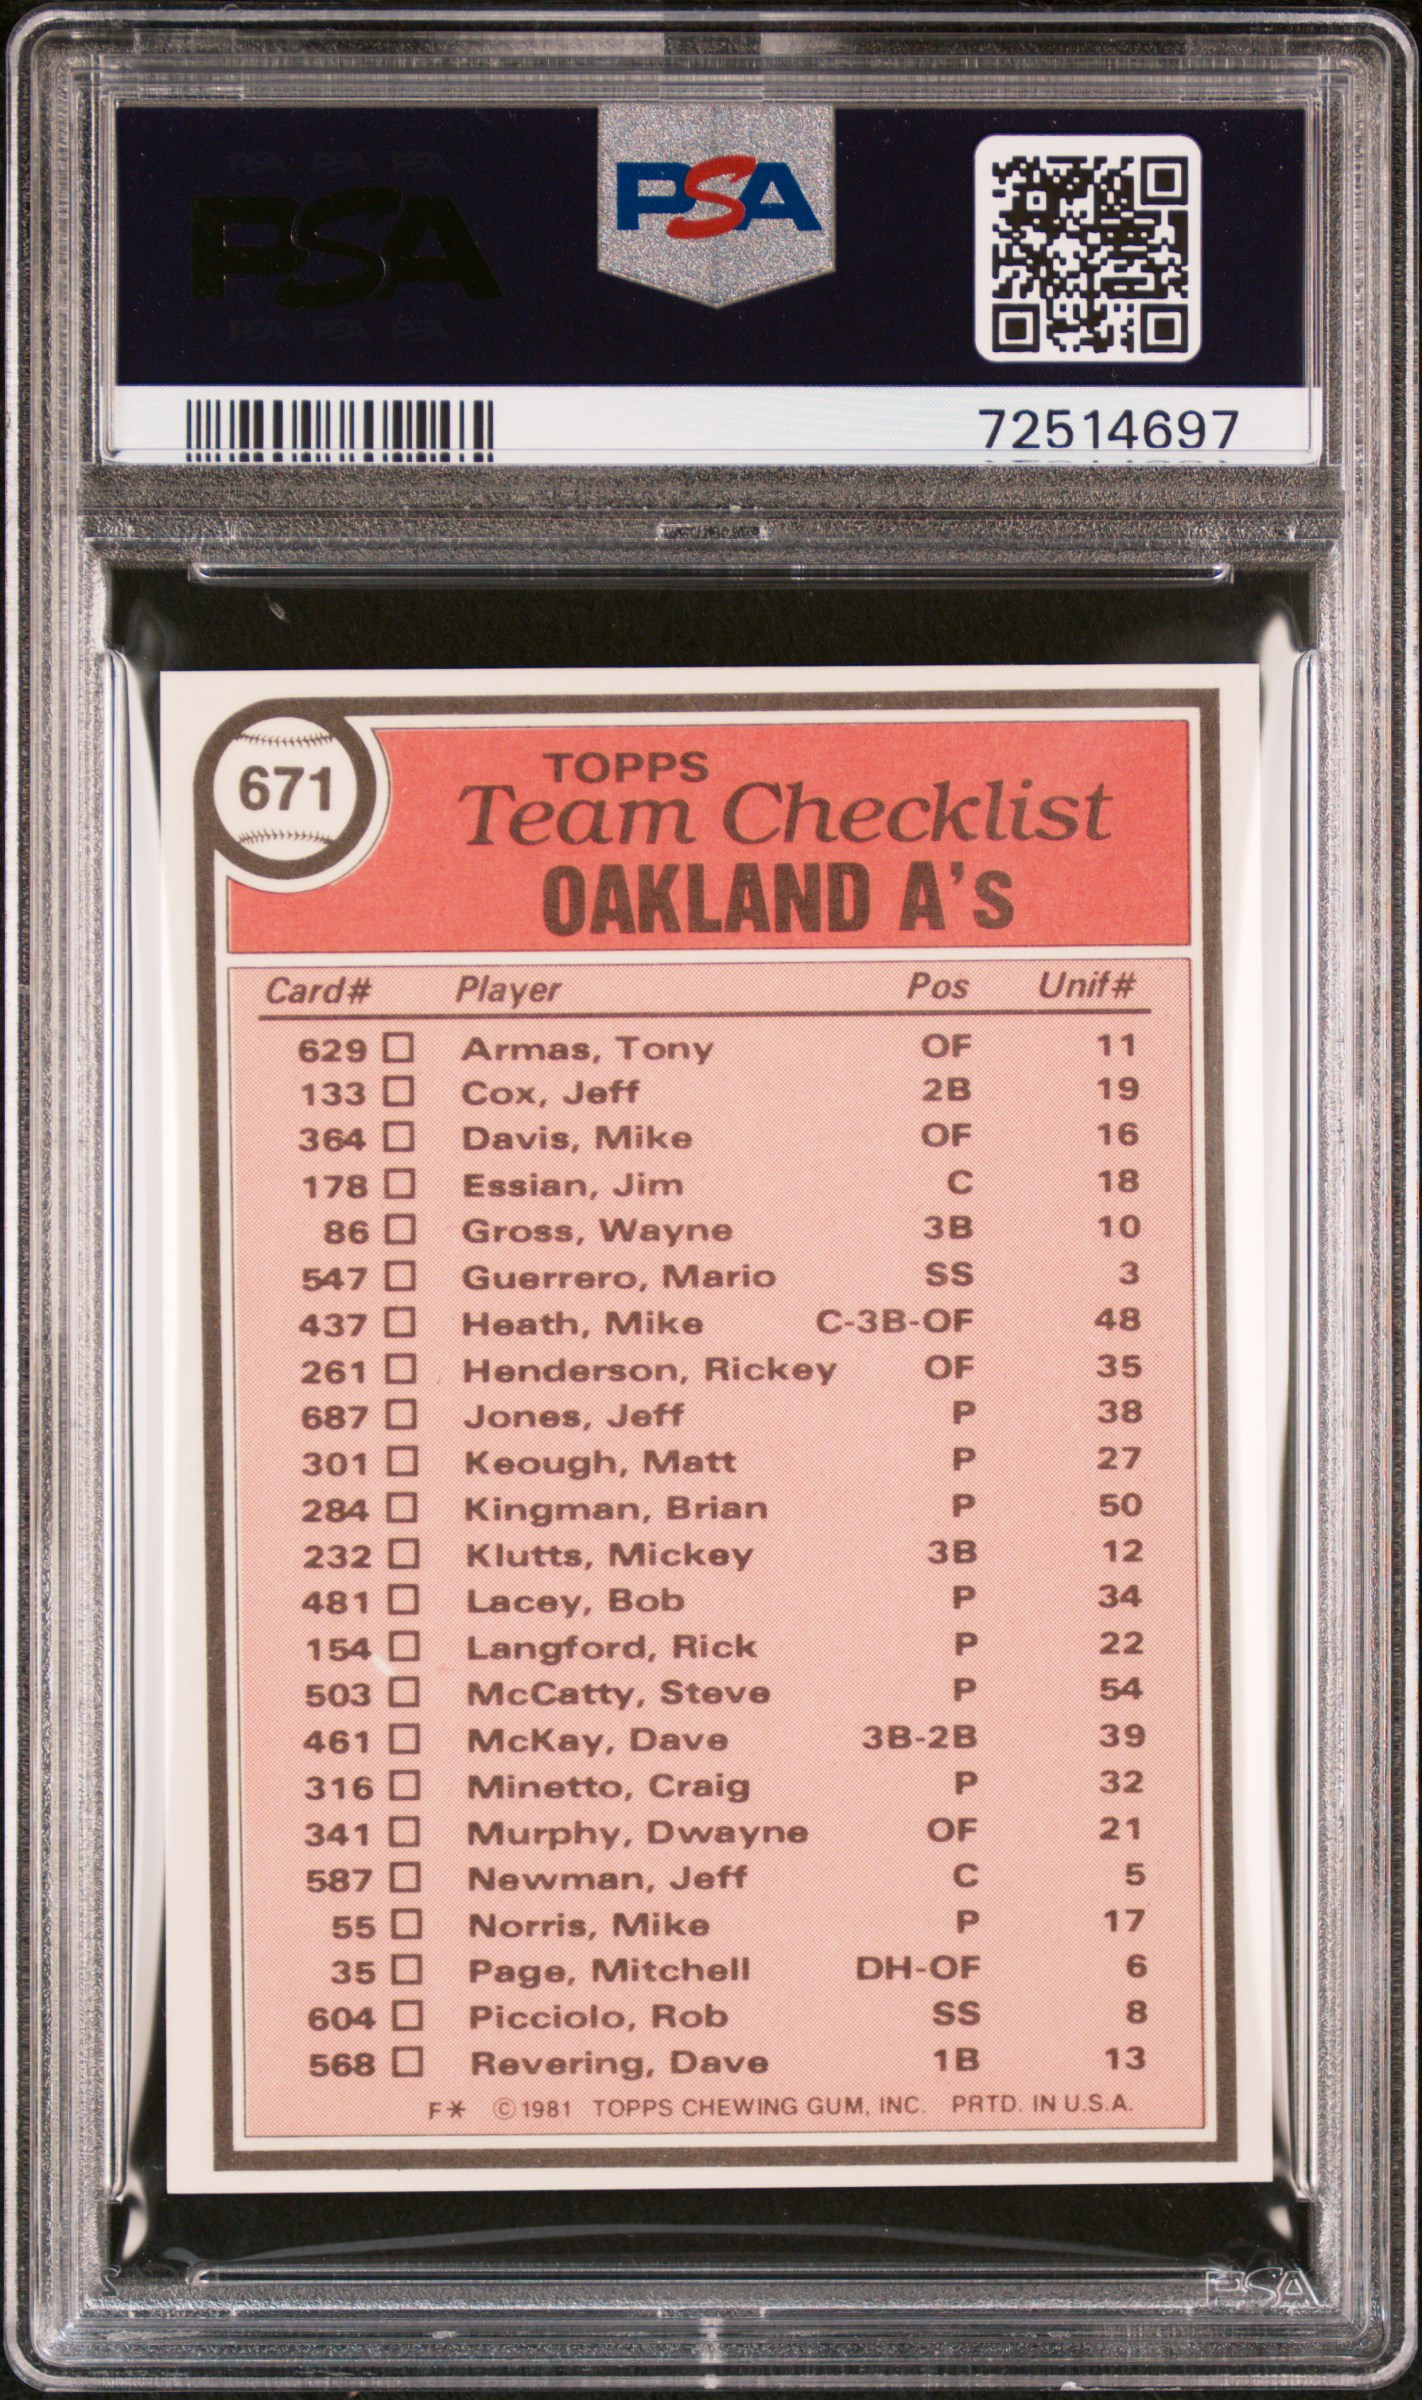 PSA
PSA
72514697
671
TOPPS
Team Checklist
OAKLAND A's
Card# Player Pos Unif#
629 Armas, Tony OF 11
133 Cox, Jeff 2B 19
364 Davis, Mike OF 16
178 Essian, Jim C 18
86 Gross, Wayne 3B 10
547 Guerrero, Mario SS 3
437 Heath, Mike C-3B-OF 48
261 Henderson, Rickey OF 35
687 Jones, Jeff P 38
301 Keough, Matt P 27
284 Kingman, Brian P 50
232 Klutts, Mickey 3B 12
481 Lacey, Bob P 34
154 Langford, Rick P 22
503 McCatty, Steve P 54
461 McKay, Dave 3B-2B 39
316 Minetto, Craig P 32
341 Murphy, Dwayne OF 21
587 Newman, Jeff C 5
55 Norris, Mike P 17
35 Page, Mitchell DH-OF 6
604 Picciolo, Rob SS 8
568 Revering, Dave 1B 13
F* © 1981 TOPPS CHEWING GUM, INC. PRTD. IN U.S.A.
PSA